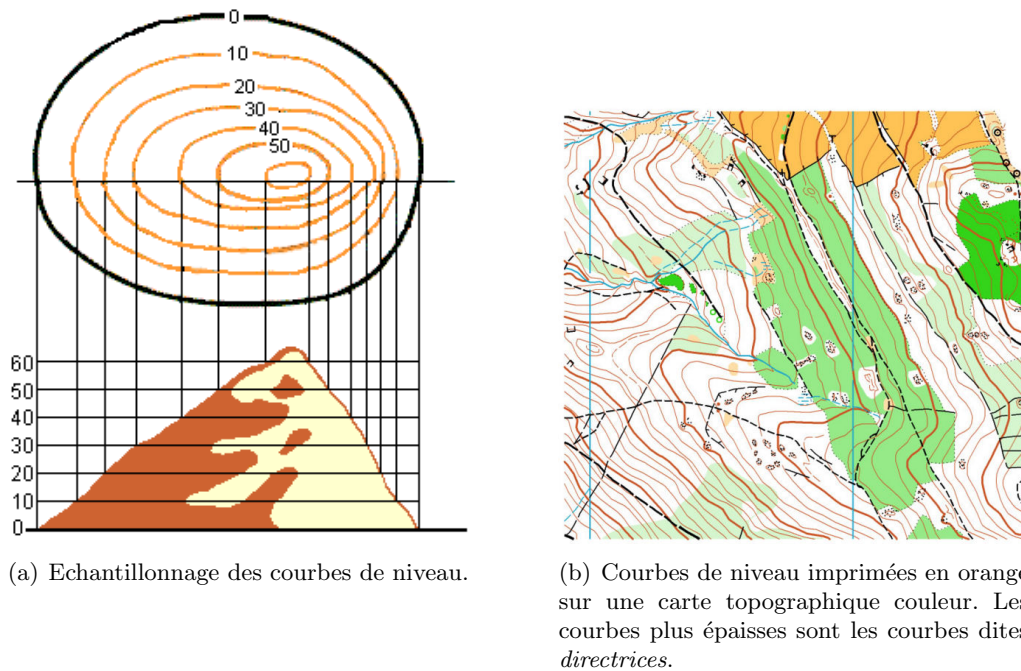 0
10
20
30
40
50
60
50
40
30
20
10
0
(a) Echantillonnage des courbes de niveau.
(b) Courbes de niveau imprimées en orange
sur une carte topographique couleur. Les
courbes plus épaisses sont les courbes dites
directrices.